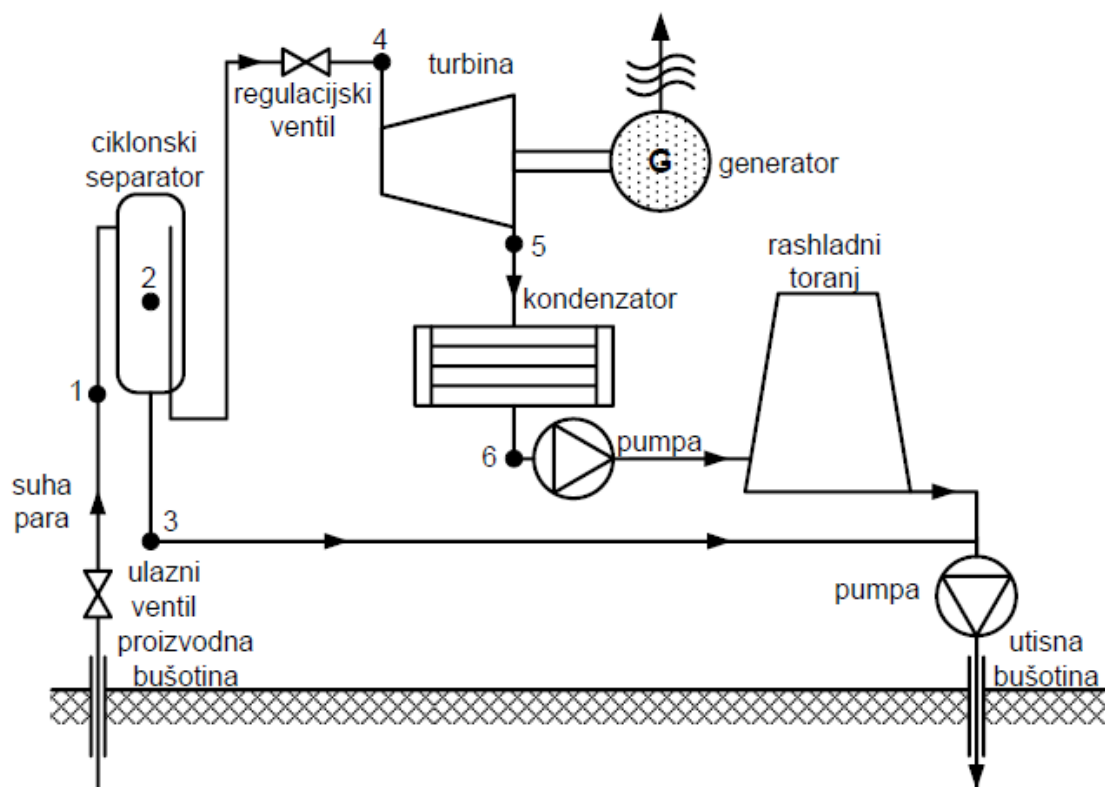 4
turbina
regulacijski
ventil
ciklonski
separator
G
generator
5
rashladni
toranj
2
kondenzator
1
6
pumpa
suha
para
3
ulazni
ventil
pumpa
proizvodna
bušotina
utisna
bušotina